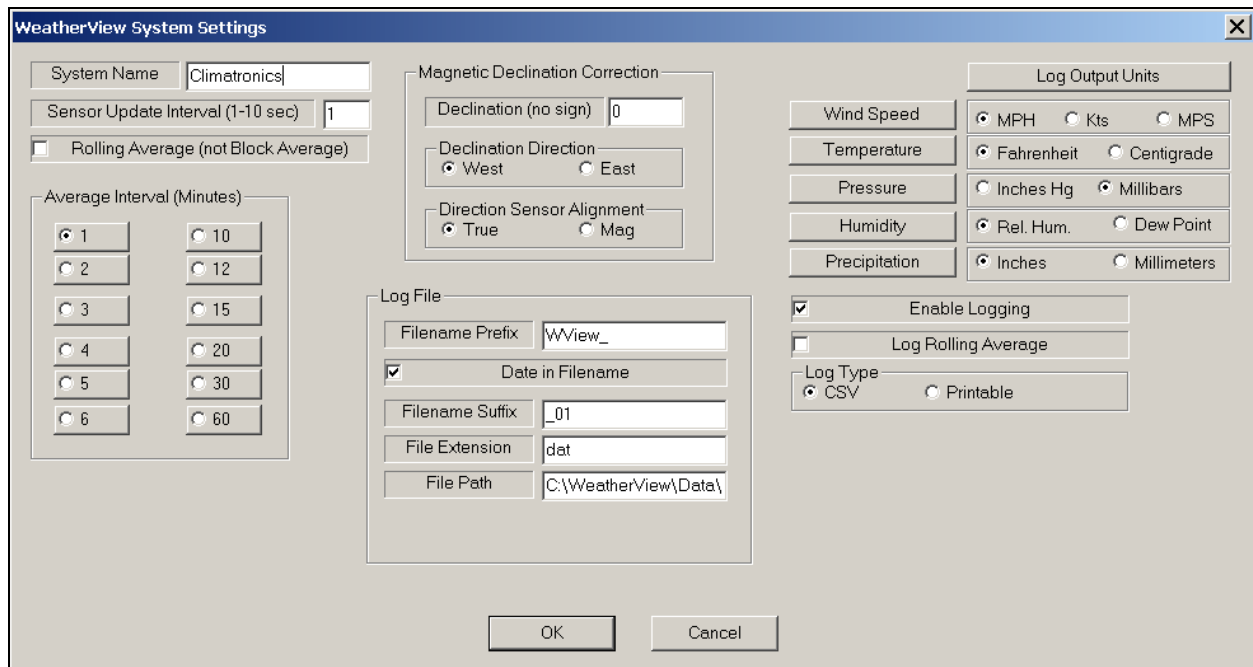 WeatherView System Settings
System Name
Climatronics
Sensor Update Interval (1-10 sec)
1
Rolling Average (not Block Average)
Average Interval (Minutes)
1
10
2
12
3
15
4
20
5
30
6
60
Magnetic Declination Correction
Declination (no sign)
0
Declination Direction
West
East
Direction Sensor Alignment
True
Mag
Log File
Filename Prefix
WView_
Date in Filename
Filename Suffix
_01
File Extension
dat
File Path
C:\WeatherView\Data\
Log Output Units
Wind Speed
MPH
Kts
MPS
Temperature
Fahrenheit
Centigrade
Pressure
Inches Hg
Millibars
Humidity
Rel. Hum.
Dew Point
Precipitation
Inches
Millimeters
Enable Logging
Log Rolling Average
Log Type
CSV
Printable
OK
Cancel